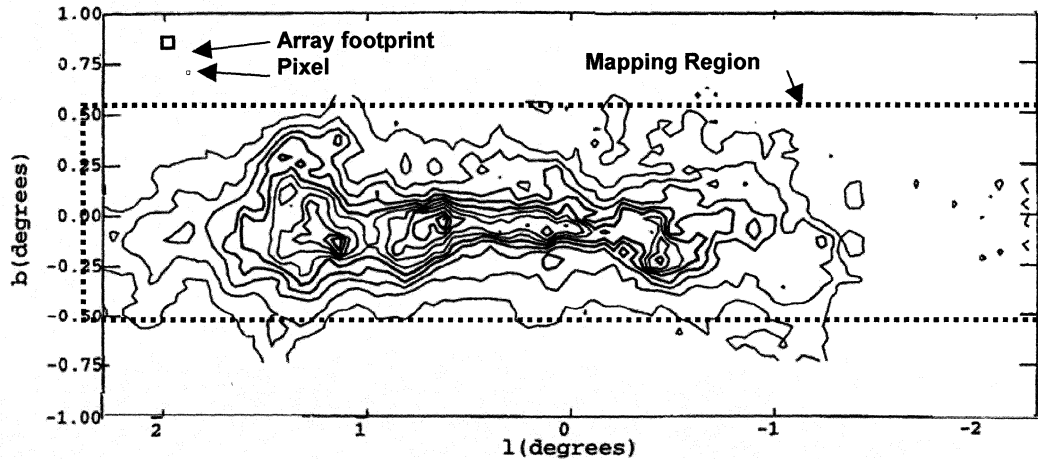 1.00
Array footprint
0.75
Pixel
Mapping Region
0.50
0.25
0.00
-0.25
-0.50
-0.75
-1.00
b(degrees)
2 1 0 -1 -2
l(degrees)